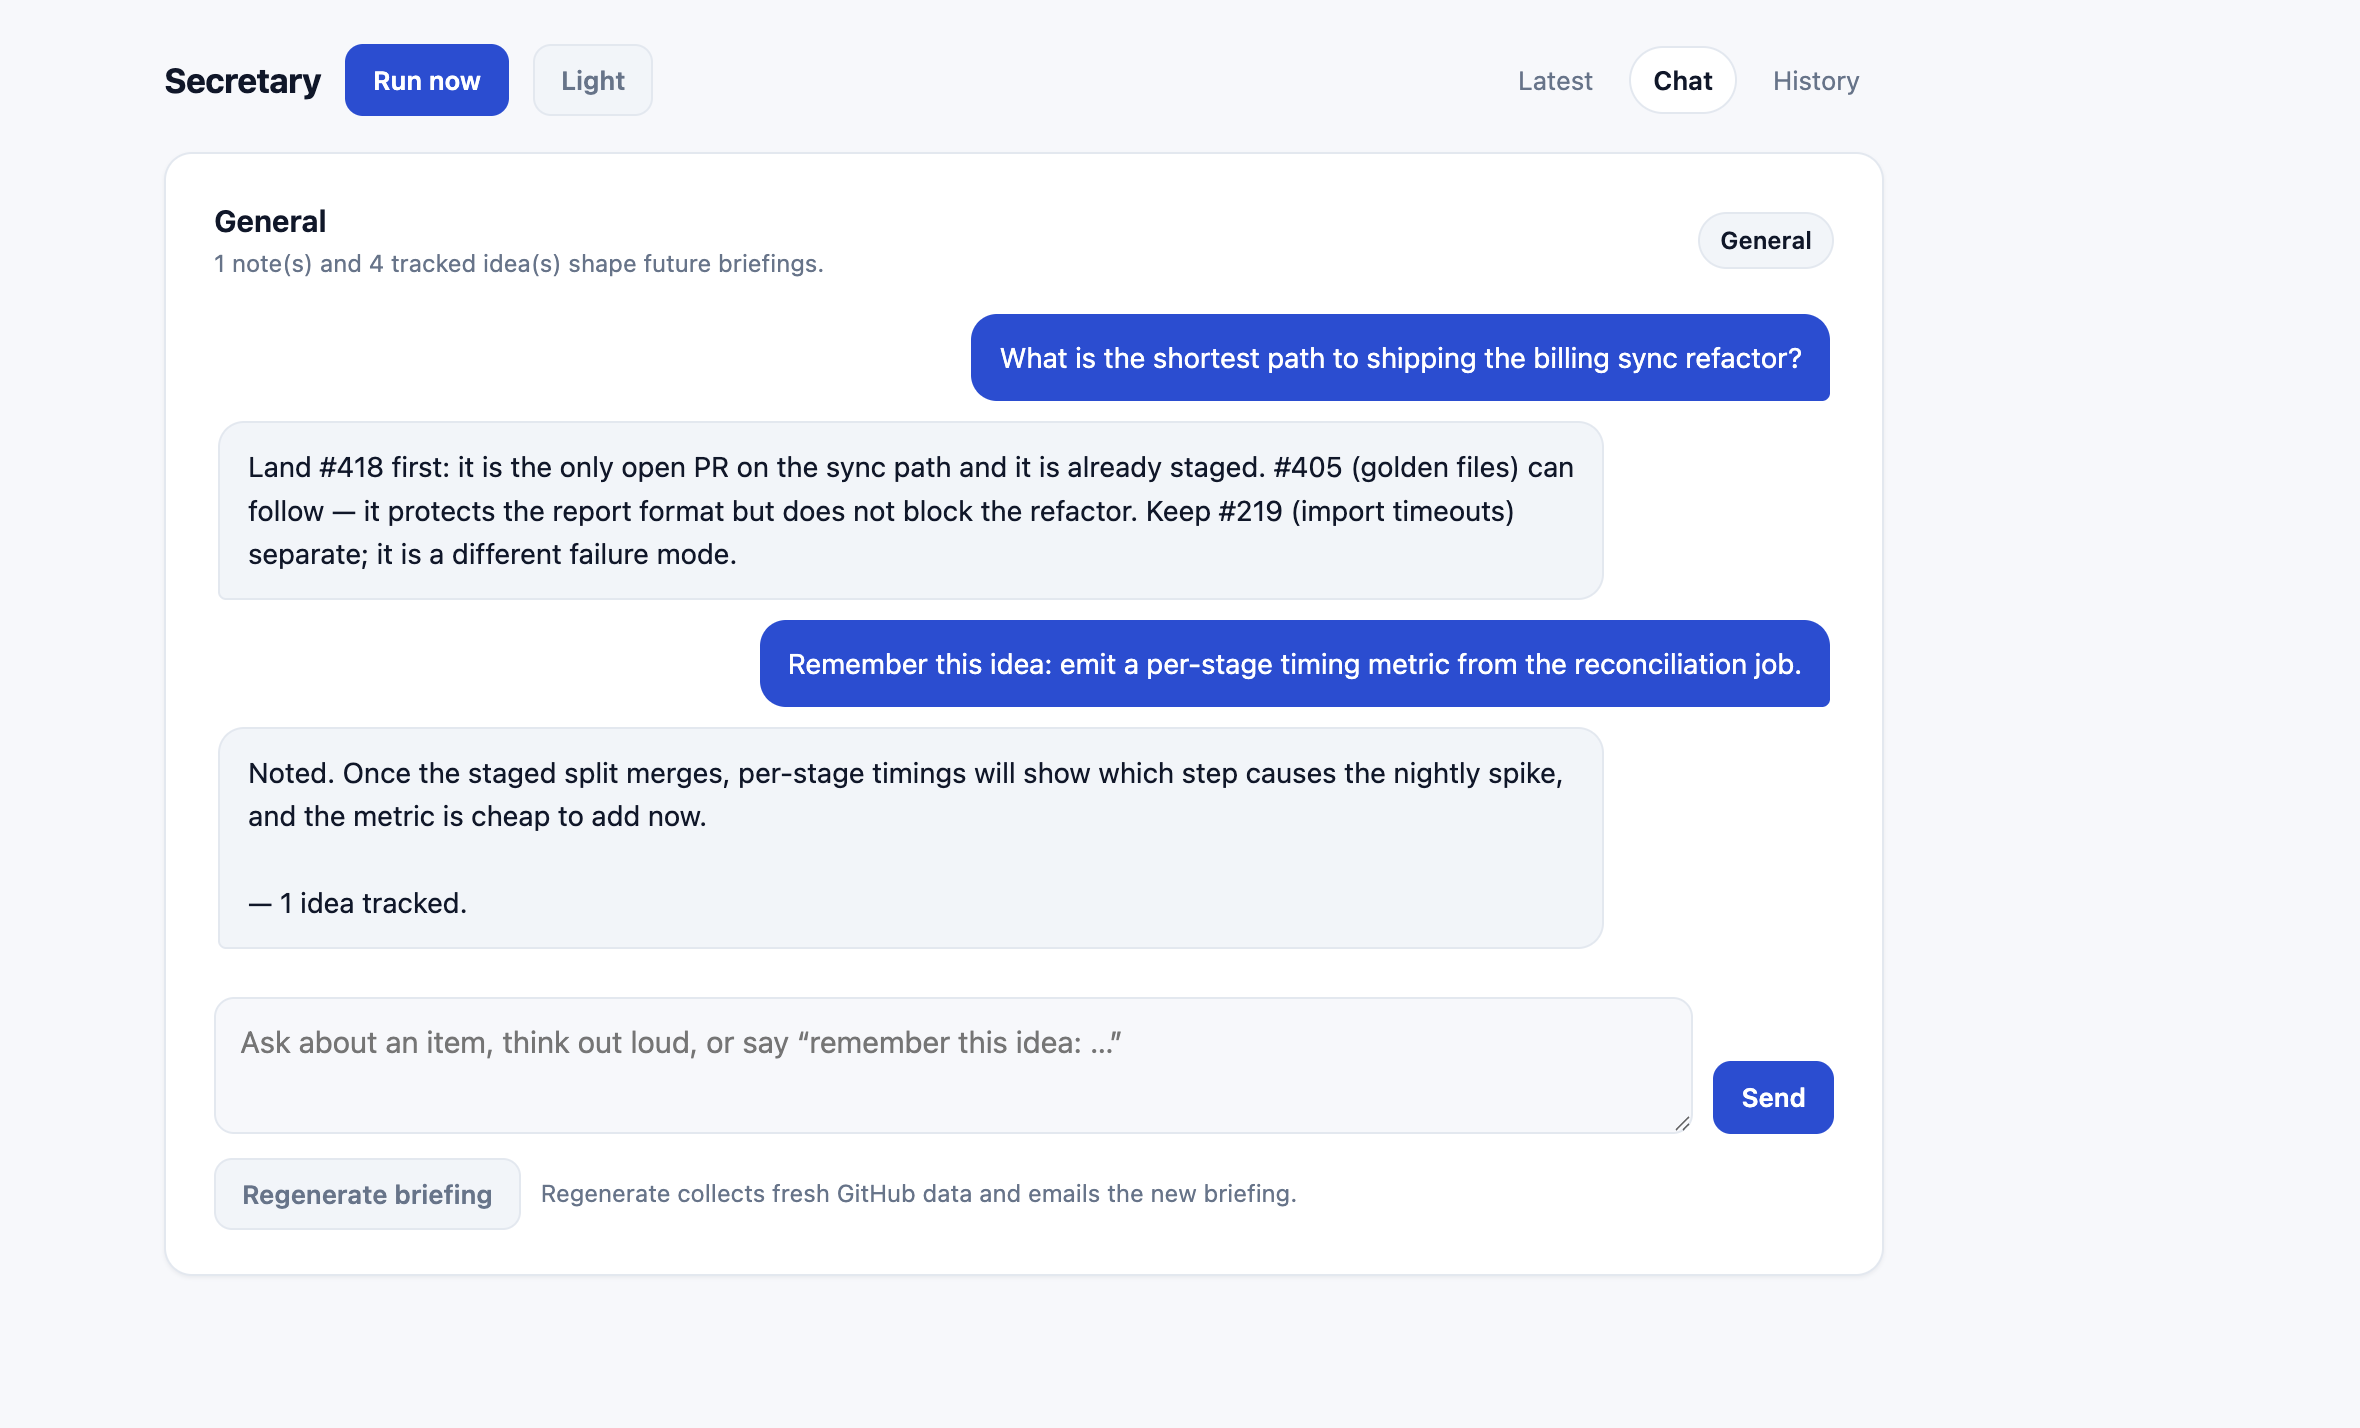 Secretary
Run now
Light
Latest
Chat
History
General
1 note(s) and 4 tracked idea(s) shape future briefings.
General
What is the shortest path to shipping the billing sync refactor?
Land #418 first: it is the only open PR on the sync path and it is already staged. #405 (golden files) can
follow — it protects the report format but does not block the refactor. Keep #219 (import timeouts)
separate; it is a different failure mode.
Remember this idea: emit a per-stage timing metric from the reconciliation job.
Noted. Once the staged split merges, per-stage timings will show which step causes the nightly spike,
and the metric is cheap to add now.
— 1 idea tracked.
Ask about an item, think out loud, or say “remember this idea: ...”
Send
Regenerate briefing
Regenerate collects fresh GitHub data and emails the new briefing.